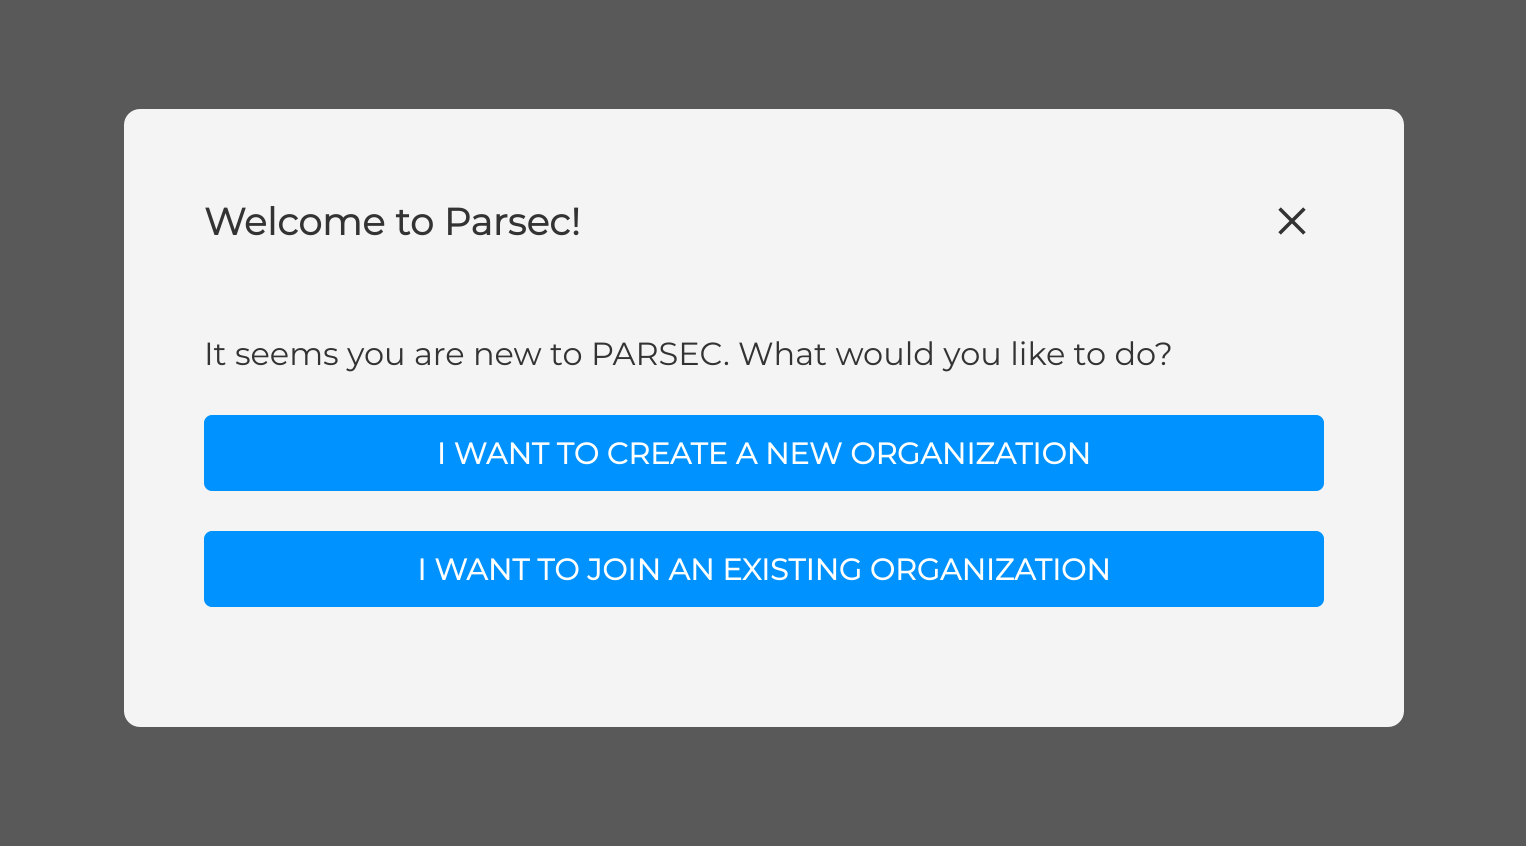 Welcome to Parsec!
It seems you are new to PARSEC. What would you like to do?
I WANT TO CREATE A NEW ORGANIZATION
I WANT TO JOIN AN EXISTING ORGANIZATION